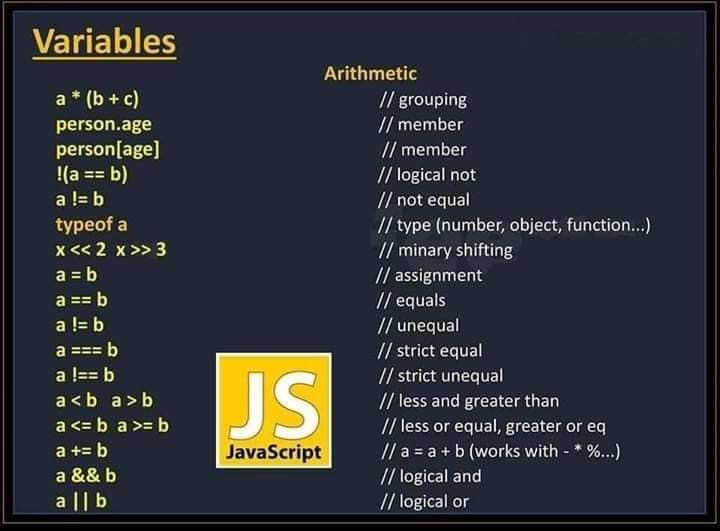 Variables
Arithmetic
a * (b + c) // grouping
person.age // member
person[age] // member
!(a == b) // logical not
a != b // not equal
typeof a // type (number, object, function...)
x << 2 x >> 3 // minary shifting
a = b // assignment
a == b // equals
a != b // unequal
a === b // strict equal
a !== b // strict unequal
a < b a > b // less and greater than
a <= b a >= b // less or equal, greater or eq
a += b // a = a + b (works with - * %...)
a && b // logical and
a || b // logical or
JS
JavaScript